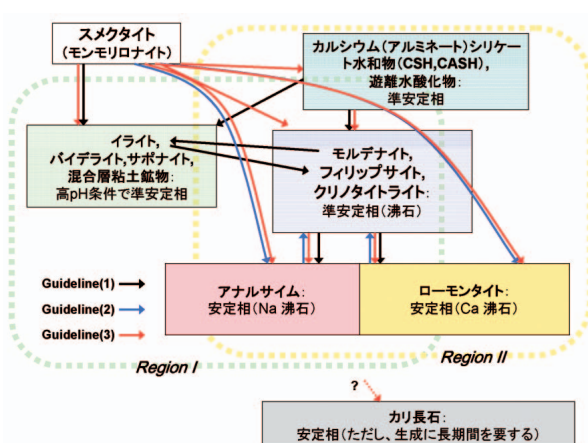 スメクタイト
(モンモリロナイト)
カルシウム(アルミネート)シリケー
ト水和物(CSH,CASH),
遊離水酸化物:
準安定相
イライト,
バイデライト,サポナイト,
混合層粘土鉱物:
高pH条件で準安定相
モルデナイト,
フィリップサイト,
クリノタイトライト:
準安定相(沸石)
Guideline(1)
Guideline(2)
Guideline(3)
アナルサイム:
安定相(Na 沸石)
ローモンタイト:
安定相(Ca 沸石)
Region I
Region II
?
カリ長石:
安定相(ただし、生成に長期間を要する)